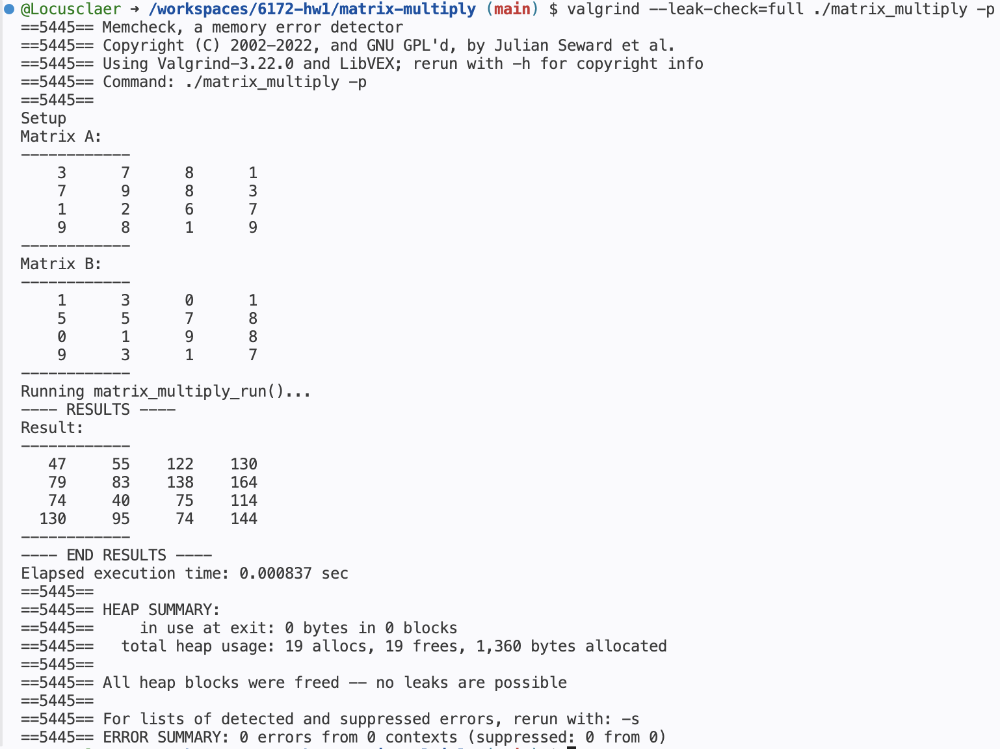 @Locusclaer → /workspaces/6172-hw1/matrix-multiply (main) $ valgrind --leak-check=full ./matrix_multiply -p
==5445== Memcheck, a memory error detector
==5445== Copyright (C) 2002-2022, and GNU GPL'd, by Julian Seward et al.
==5445== Using Valgrind-3.22.0 and LibVEX; rerun with -h for copyright info
==5445== Command: ./matrix_multiply -p
==5445==
Setup
Matrix A:
------------
    3      7      8      1
    7      9      8      3
    1      2      6      7
    9      8      1      9
------------
Matrix B:
------------
    1      3      0      1
    5      5      7      8
    0      1      9      8
    9      3      1      7
------------
Running matrix_multiply_run()...
---- RESULTS ----
Result:
------------
   47     55    122    130
   79     83    138    164
   74     40     75    114
  130     95     74    144
------------
---- END RESULTS ----
Elapsed execution time: 0.000837 sec
==5445==
==5445== HEAP SUMMARY:
==5445==     in use at exit: 0 bytes in 0 blocks
==5445==   total heap usage: 19 allocs, 19 frees, 1,360 bytes allocated
==5445==
==5445== All heap blocks were freed -- no leaks are possible
==5445==
==5445== For lists of detected and suppressed errors, rerun with: -s
==5445== ERROR SUMMARY: 0 errors from 0 contexts (suppressed: 0 from 0)